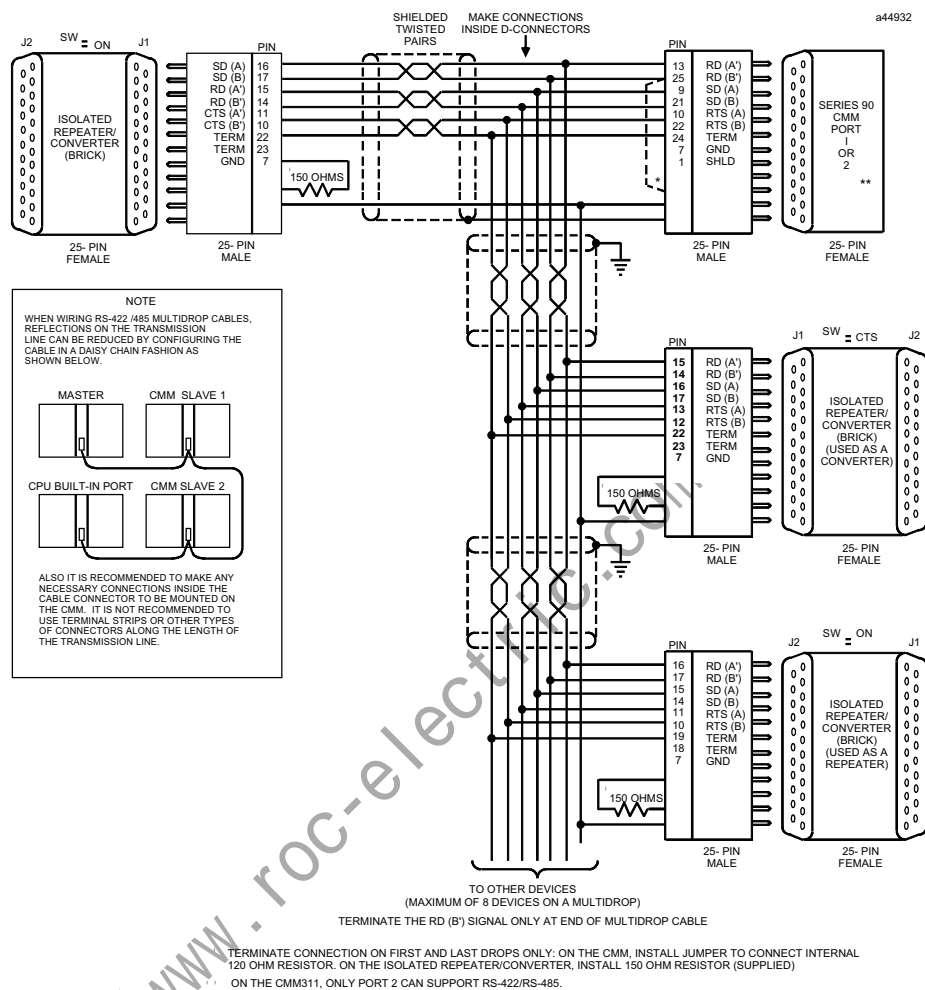 a44932
SHIELDED
TWISTED
PAIRS
MAKE CONNECTIONS
INSIDE D-CONNECTORS
J2
SW
ON
J1
ISOLATED
REPEATER/
CONVERTER
(BRICK)
25- PIN
FEMALE
PIN
SD (A) 16
SD (B) 17
RD (A') 15
RD (B') 14
CTS (A') 11
CTS (B') 10
TERM 22
TERM 23
GND 7
150 OHMS
25- PIN
MALE
PIN
13 RD (A')
25 RD (B')
9 SD (A)
21 SD (B)
10 RTS (A)
22 RTS (B)
24 TERM
7 GND
1 SHLD
*
25- PIN
MALE
SERIES 90
CMM
PORT
I
OR
2
**
25- PIN
FEMALE
NOTE
WHEN WIRING RS-422 /485 MULTIDROP CABLES,
REFLECTIONS ON THE TRANSMISSION
LINE CAN BE REDUCED BY CONFIGURING THE
CABLE IN A DAISY CHAIN FASHION AS
SHOWN BELOW.
MASTER
CMM SLAVE 1
CPU BUILT-IN PORT
CMM SLAVE 2
ALSO IT IS RECOMMENDED TO MAKE ANY
NECESSARY CONNECTIONS INSIDE THE
CABLE CONNECTOR TO BE MOUNTED ON
THE CMM. IT IS NOT RECOMMENDED TO
USE TERMINAL STRIPS OR OTHER TYPES
OF CONNECTORS ALONG THE LENGTH OF
THE TRANSMISSION LINE.
PIN
15 RD (A')
14 RD (B')
16 SD (A)
17 SD (B)
13 RTS (A)
12 RTS (B)
22 TERM
23 TERM
7 GND
150 OHMS
25- PIN
MALE
J1
SW
CTS
J2
ISOLATED
REPEATER/
CONVERTER
(BRICK)
(USED AS A
CONVERTER)
25- PIN
FEMALE
PIN
16 RD (A')
17 RD (B')
15 SD (A)
14 SD (B)
11 RTS (A)
10 RTS (B)
19 TERM
18 TERM
7 GND
150 OHMS
25- PIN
MALE
J2
SW
ON
J1
ISOLATED
REPEATER/
CONVERTER
(BRICK)
(USED AS A
REPEATER)
25- PIN
FEMALE
TO OTHER DEVICES
(MAXIMUM OF 8 DEVICES ON A MULTIDROP)
TERMINATE THE RD (B') SIGNAL ONLY AT END OF MULTIDROP CABLE
TERMINATE CONNECTION ON FIRST AND LAST DROPS ONLY: ON THE CMM, INSTALL JUMPER TO CONNECT INTERNAL
120 OHM RESISTOR. ON THE ISOLATED REPEATER/CONVERTER, INSTALL 150 OHM RESISTOR (SUPPLIED)
ON THE CMM311, ONLY PORT 2 CAN SUPPORT RS-422/RS-485.
www.roc-electric.com